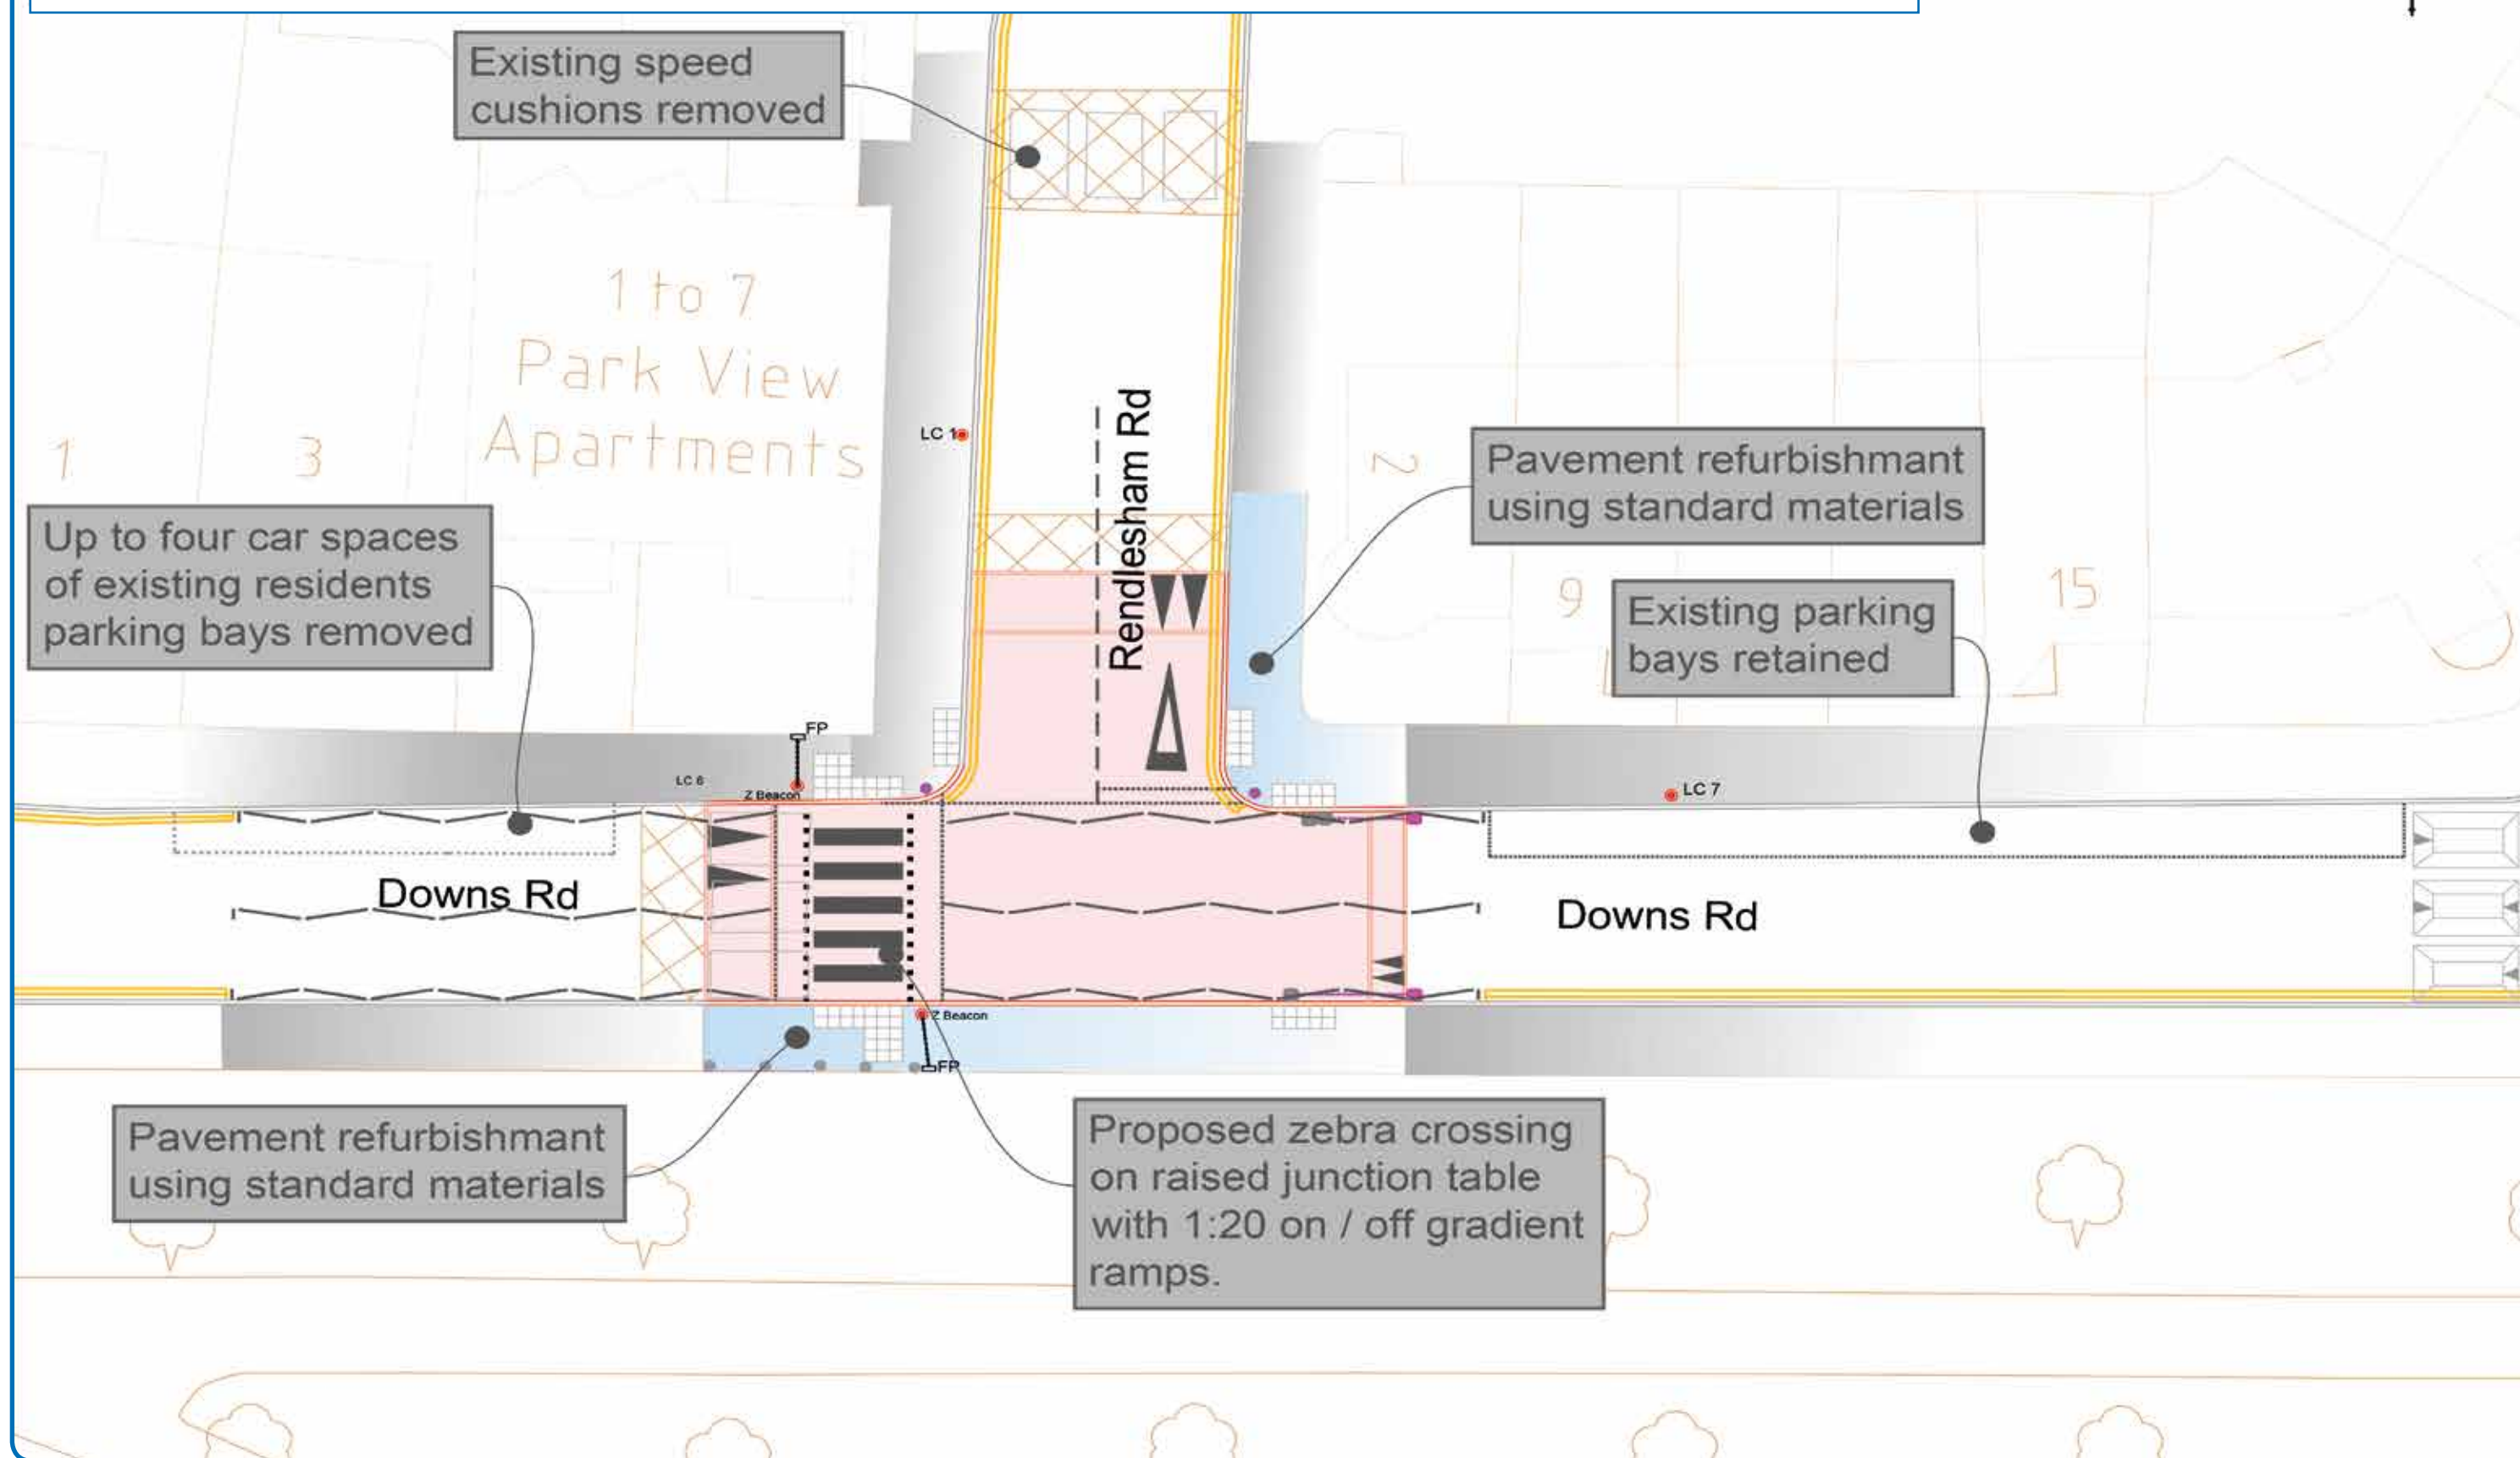 Existing speed
cushions removed
1 to 7
Park View
Apartments
1
3
LC 1
Rendlesham Rd
2
Pavement refurbishmant
using standard materials
Up to four car spaces
of existing residents
parking bays removed
9
Existing parking
bays retained
15
FP
LC 6
Z Beacon
LC 7
Downs Rd
Downs Rd
Z Beacon
FP
Pavement refurbishmant
using standard materials
Proposed zebra crossing
on raised junction table
with 1:20 on / off gradient
ramps.